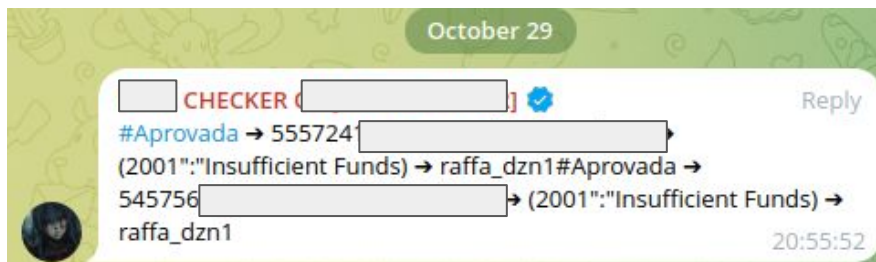 October 29
CHECKER ( ] Reply
#Aprovada ➔ 555724 ➔
(2001":"Insufficient Funds) ➔ raffa_dzn1#Aprovada ➔
545756 ➔ (2001":"Insufficient Funds) ➔
raffa_dzn1
20:55:52